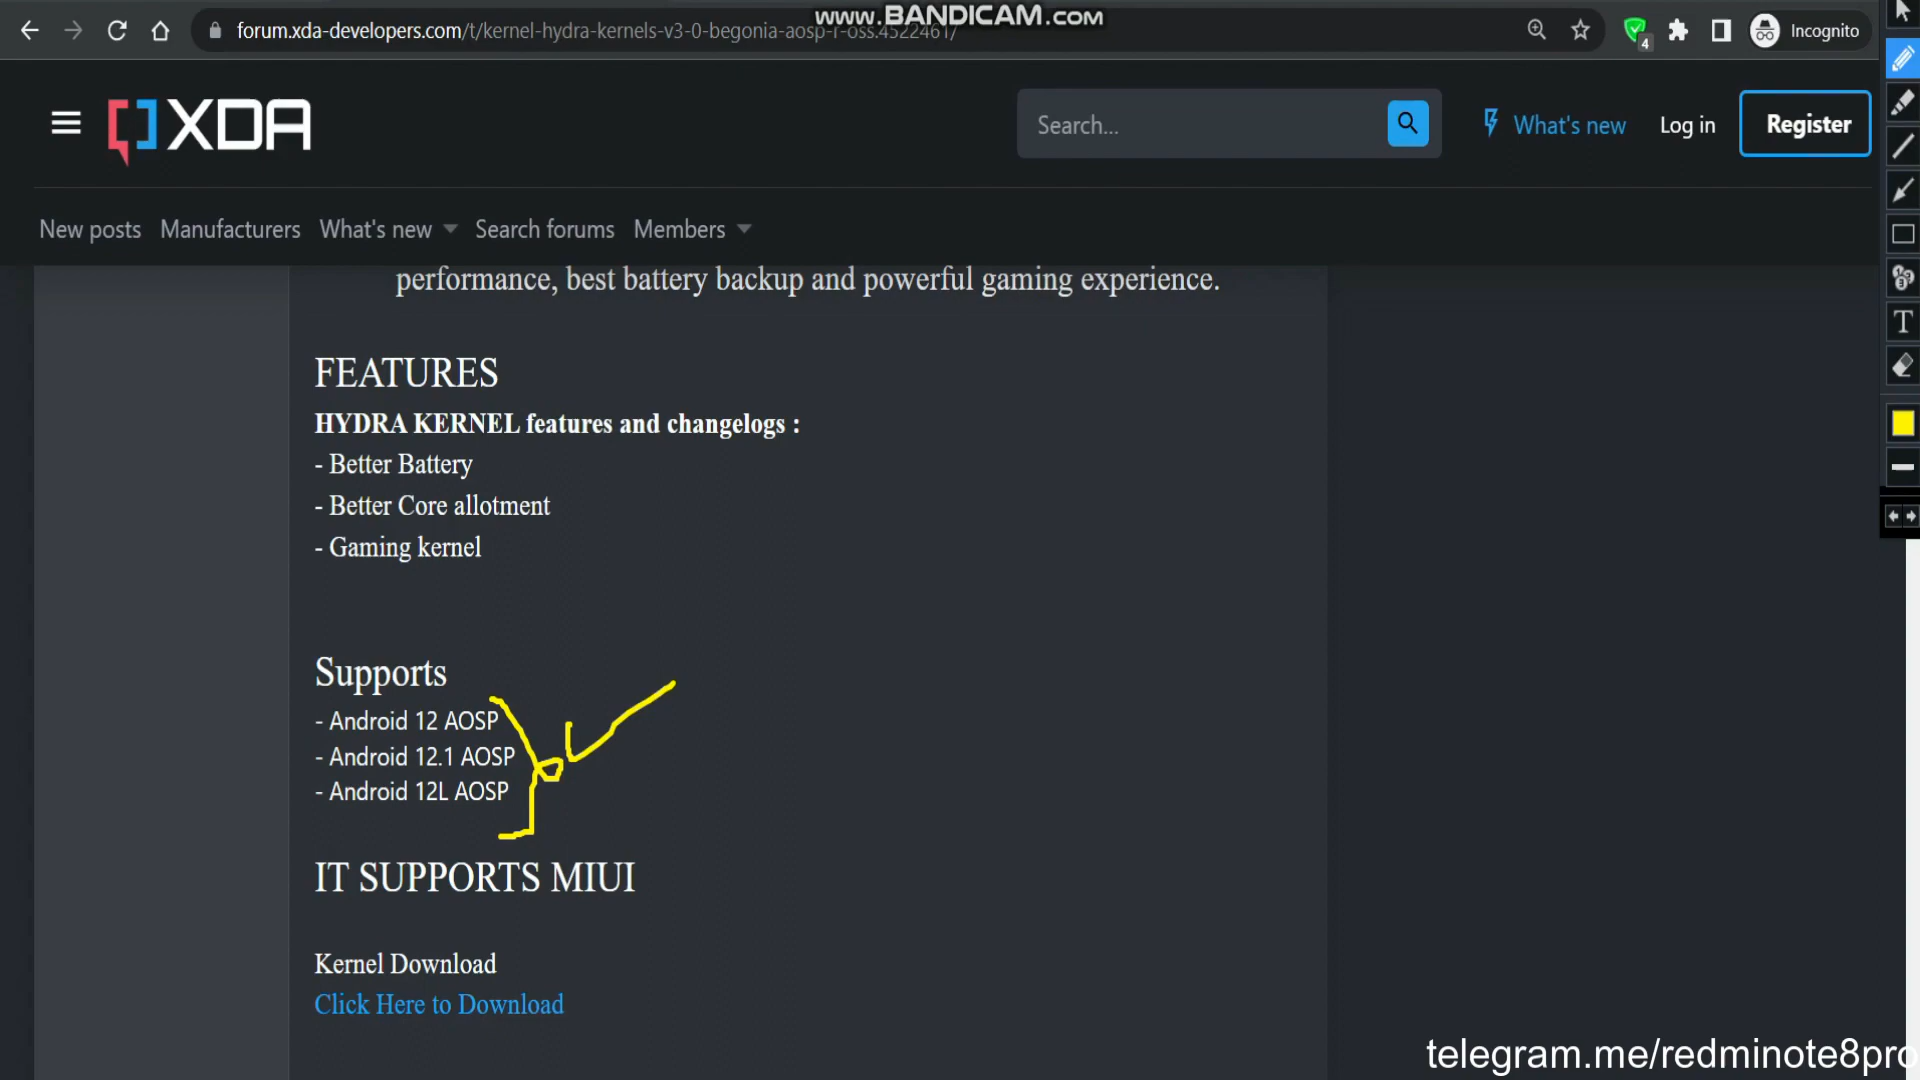 www.BANDICAM.com
forum.xda-developers.com/t/kernel-hydra-kernels-v3-0-begonia-aosp-r-oss.4522461/
4
Incognito
XDA
Search...
What's new
Log in
Register
New posts
Manufacturers
What's new
Search forums
Members
performance, best battery backup and powerful gaming experience.
FEATURES
HYDRA KERNEL features and changelogs :
- Better Battery
- Better Core allotment
- Gaming kernel
Supports
- Android 12 AOSP
- Android 12.1 AOSP
- Android 12L AOSP
IT SUPPORTS MIUI
Kernel Download
Click Here to Download
T
telegram.me/redminote8pro